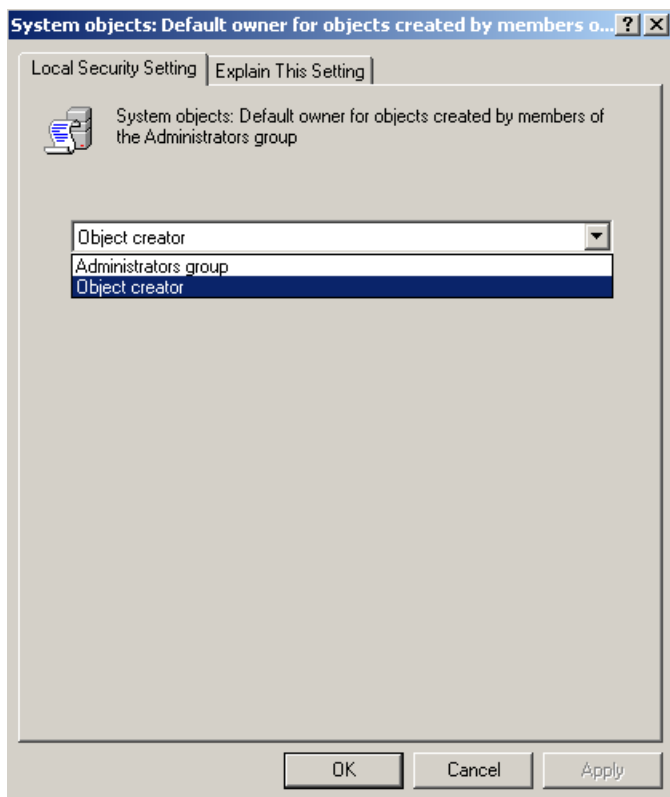 System objects: Default owner for objects created by members o...
Local Security Setting
Explain This Setting
System objects: Default owner for objects created by members of
the Administrators group
Object creator
Administrators group
Object creator
OK
Cancel
Apply